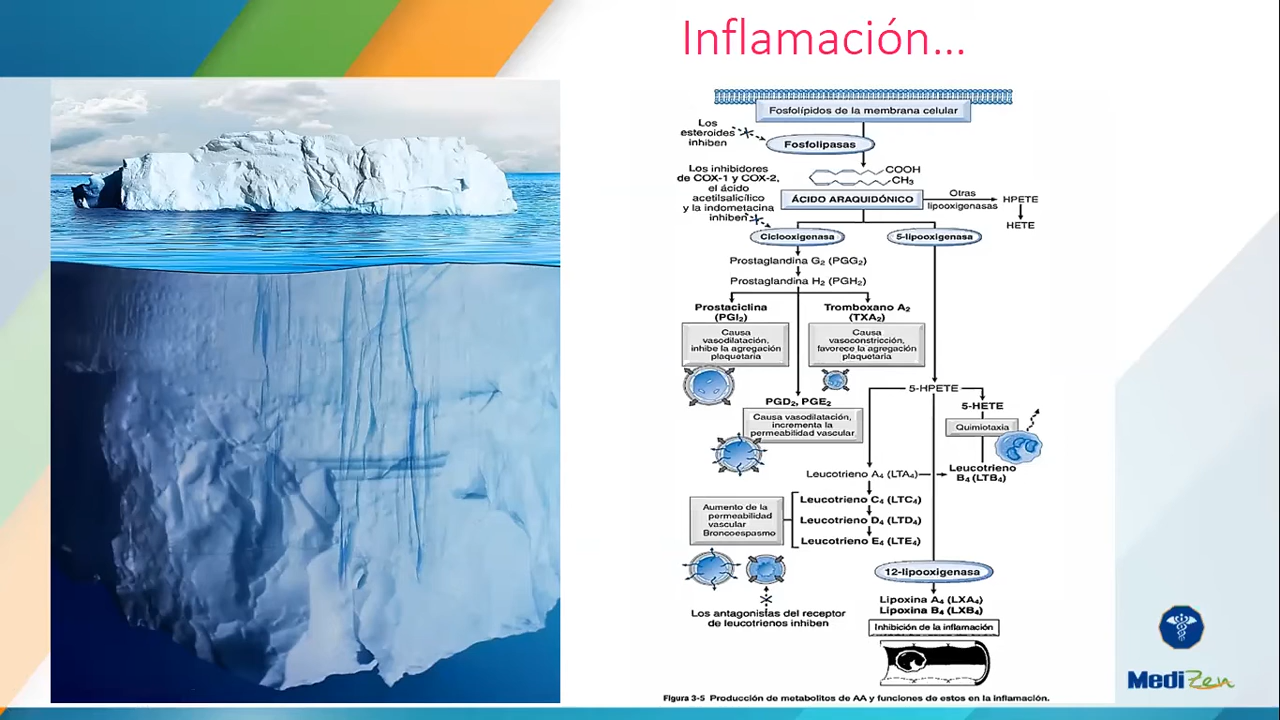 Inflamación...
Fosfolípidos de la membrana celular
Los
esteroides
inhiben
Fosfolipasas
Los inhibidores
de COX-1 y COX-2,
el ácido
acetilsalicílico
y la indometacina
inhiben
COOH
CH3
ÁCIDO ARAQUIDÓNICO
Otras
lipooxigenasas
HPETE
HETE
Ciclooxigenasa
5-lipooxigenasa
Prostaglandina G2 (PGG2)
Prostaglandina H2 (PGH2)
Prostaciclina
(PGI2)
Causa
vasodilatación,
inhibe la agregación
plaquetaria
Tromboxano A2
(TXA2)
Causa
vasoconstricción,
favorece la agregación
plaquetaria
PGD2, PGE2
Causa vasodilatación,
incrementa la
permeabilidad vascular
5-HPETE
5-HETE
Quimiotaxia
Leucotrieno
B4 (LTB4)
Leucotrieno A4 (LTA4)
Leucotrieno C4 (LTC4)
Leucotrieno D4 (LTD4)
Leucotrieno E4 (LTE4)
Aumento de la
permeabilidad
vascular
Broncoespasmo
Los antagonistas del receptor
de leucotrienos inhiben
12-lipooxigenasa
Lipoxina A4 (LXA4)
Lipoxina B4 (LXB4)
Inhibición de la inflamación
Figura 3-5 Producción de metabolitos de AA y funciones de estos en la inflamación.
MediZen